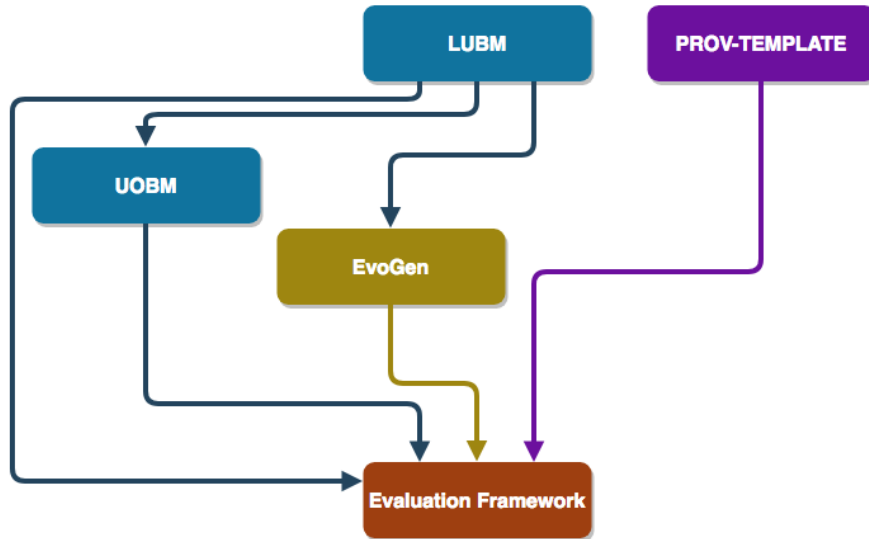 LUBM
PROV-TEMPLATE
UOBM
EvoGen
Evaluation Framework